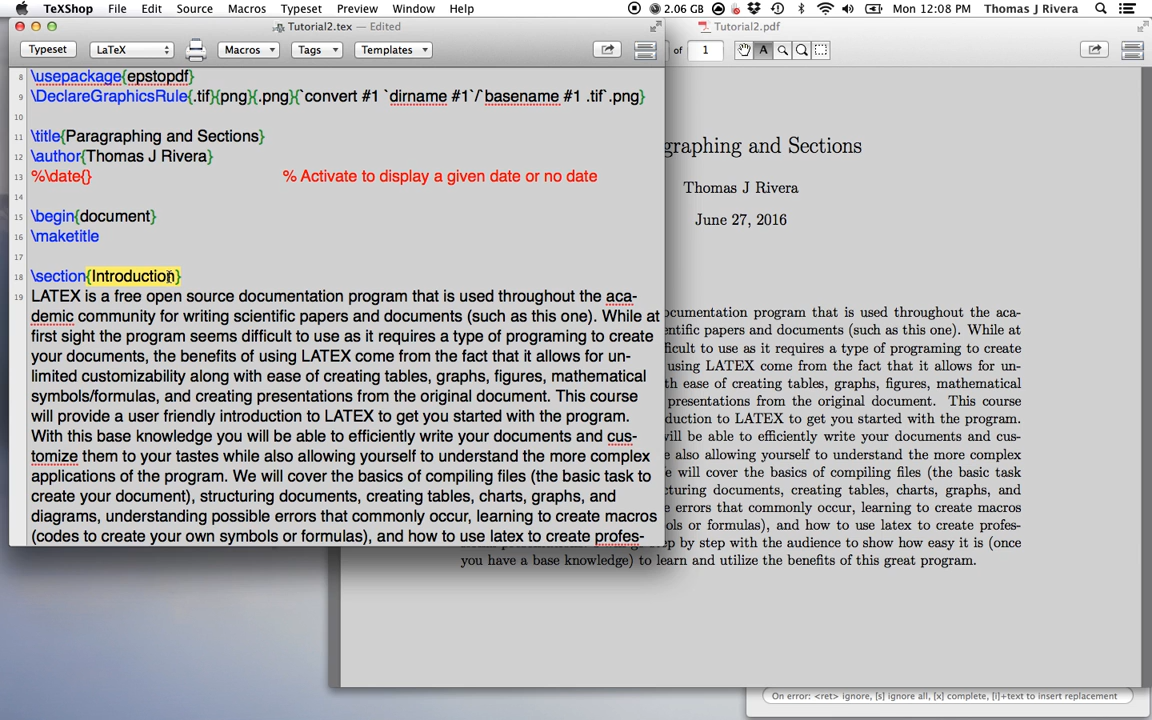 TeXShop File Edit Source Macros Typeset Preview Window Help 2.06 GB Mon 12:08 PM Thomas J Rivera
Tutorial2.tex — Edited
Typeset LaTeX Macros Tags Templates
8 \usepackage{epstopdf}
9 \DeclareGraphicsRule{.tif}{png}{.png}{`convert #1 `dirname #1`/`basename #1 .tif`.png}
10
11 \title{Paragraphing and Sections}
12 \author{Thomas J Rivera}
13 %\date{} % Activate to display a given date or no date
14
15 \begin{document}
16 \maketitle
17
18 \section{Introduction}
19 LATEX is a free open source documentation program that is used throughout the aca-
demic community for writing scientific papers and documents (such as this one). While at
first sight the program seems difficult to use as it requires a type of programing to create
your documents, the benefits of using LATEX come from the fact that it allows for un-
limited customizability along with ease of creating tables, graphs, figures, mathematical
symbols/formulas, and creating presentations from the original document. This course
will provide a user friendly introduction to LATEX to get you started with the program.
With this base knowledge you will be able to efficiently write your documents and cus-
tomize them to your tastes while also allowing yourself to understand the more complex
applications of the program. We will cover the basics of compiling files (the basic task to
create your document), structuring documents, creating tables, charts, graphs, and
diagrams, understanding possible errors that commonly occur, learning to create macros
(codes to create your own symbols or formulas), and how to use latex to create profes-
Tutorial2.pdf
of 1
graphing and Sections
Thomas J Rivera
June 27, 2016
ocumentation program that is used throughout the aca-
entific papers and documents (such as this one). While at
ficult to use as it requires a type of programing to create
using LATEX come from the fact that it allows for un-
th ease of creating tables, graphs, figures, mathematical
presentations from the original document. This course
duction to LATEX to get you started with the program.
will be able to efficiently write your documents and cus-
e also allowing yourself to understand the more complex
e will cover the basics of compiling files (the basic task
cturing documents, creating tables, charts, graphs, and
e errors that commonly occur, learning to create macros
ols or formulas), and how to use latex to create profes-
step by step with the audience to show how easy it is (once
you have a base knowledge) to learn and utilize the benefits of this great program.
On error: <ret> ignore, [s] ignore all, [x] complete, [i]+text to insert replacement